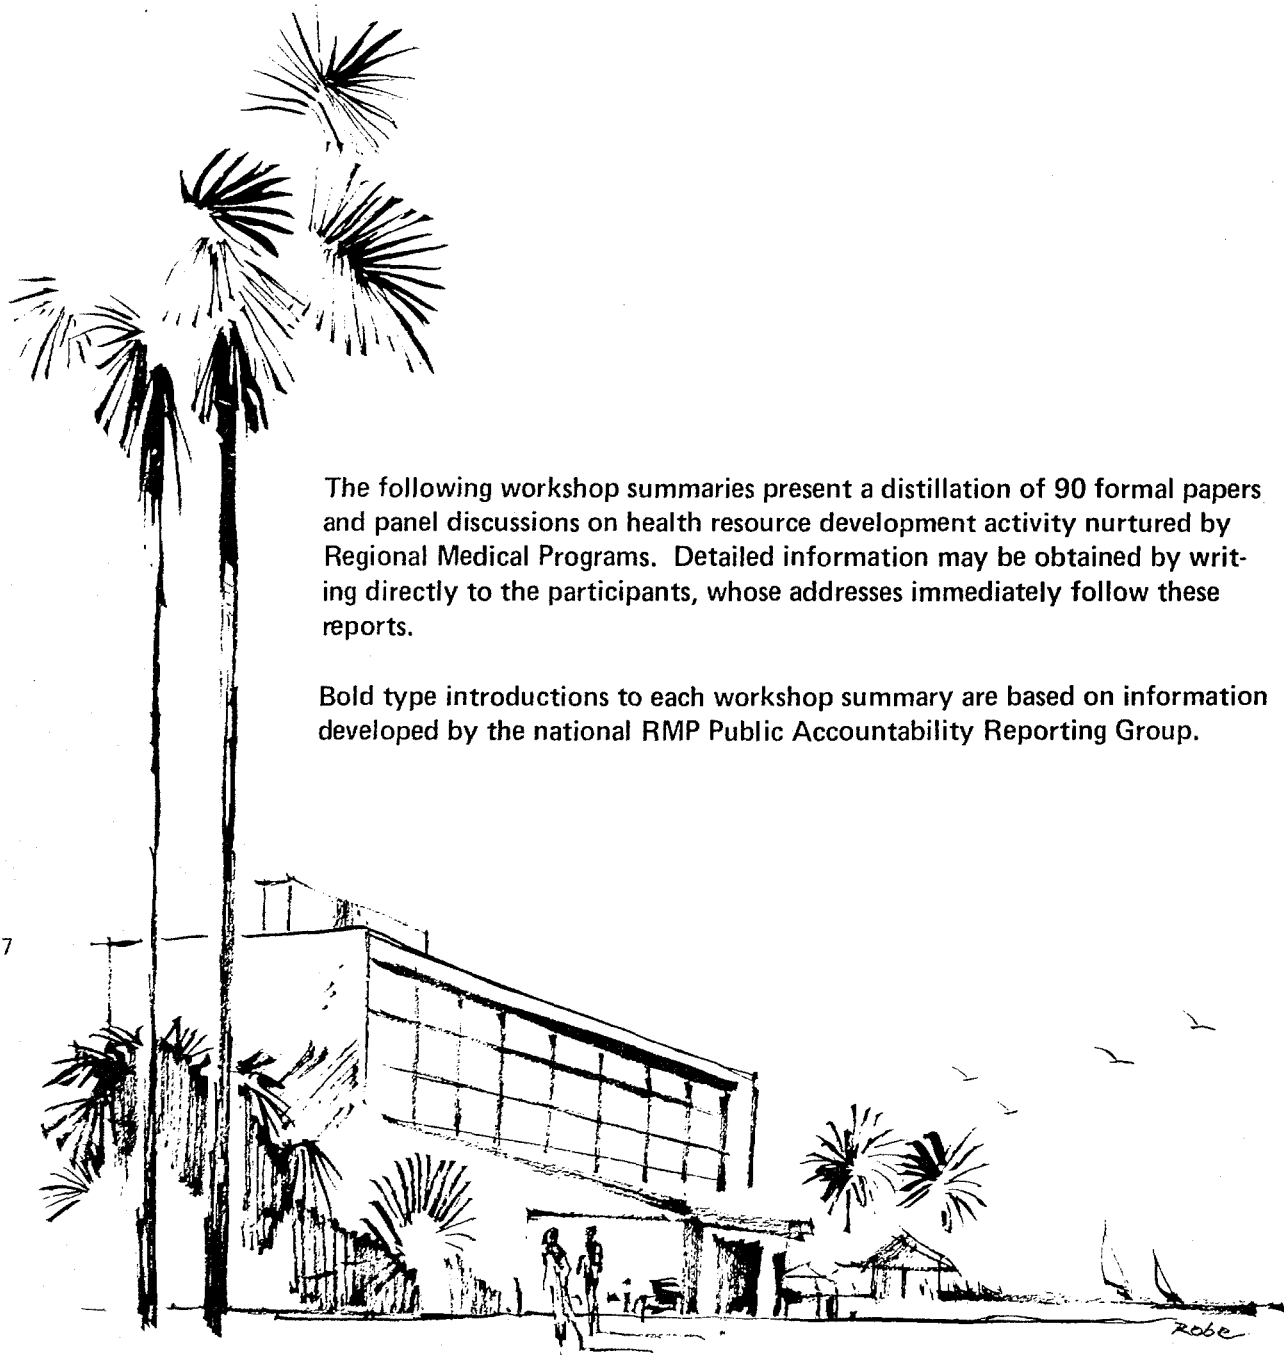 The following workshop summaries present a distillation of 90 formal papers
and panel discussions on health resource development activity nurtured by
Regional Medical Programs. Detailed information may be obtained by writ-
ing directly to the participants, whose addresses immediately follow these
reports.
Bold type introductions to each workshop summary are based on information
developed by the national RMP Public Accountability Reporting Group.
7
Robe